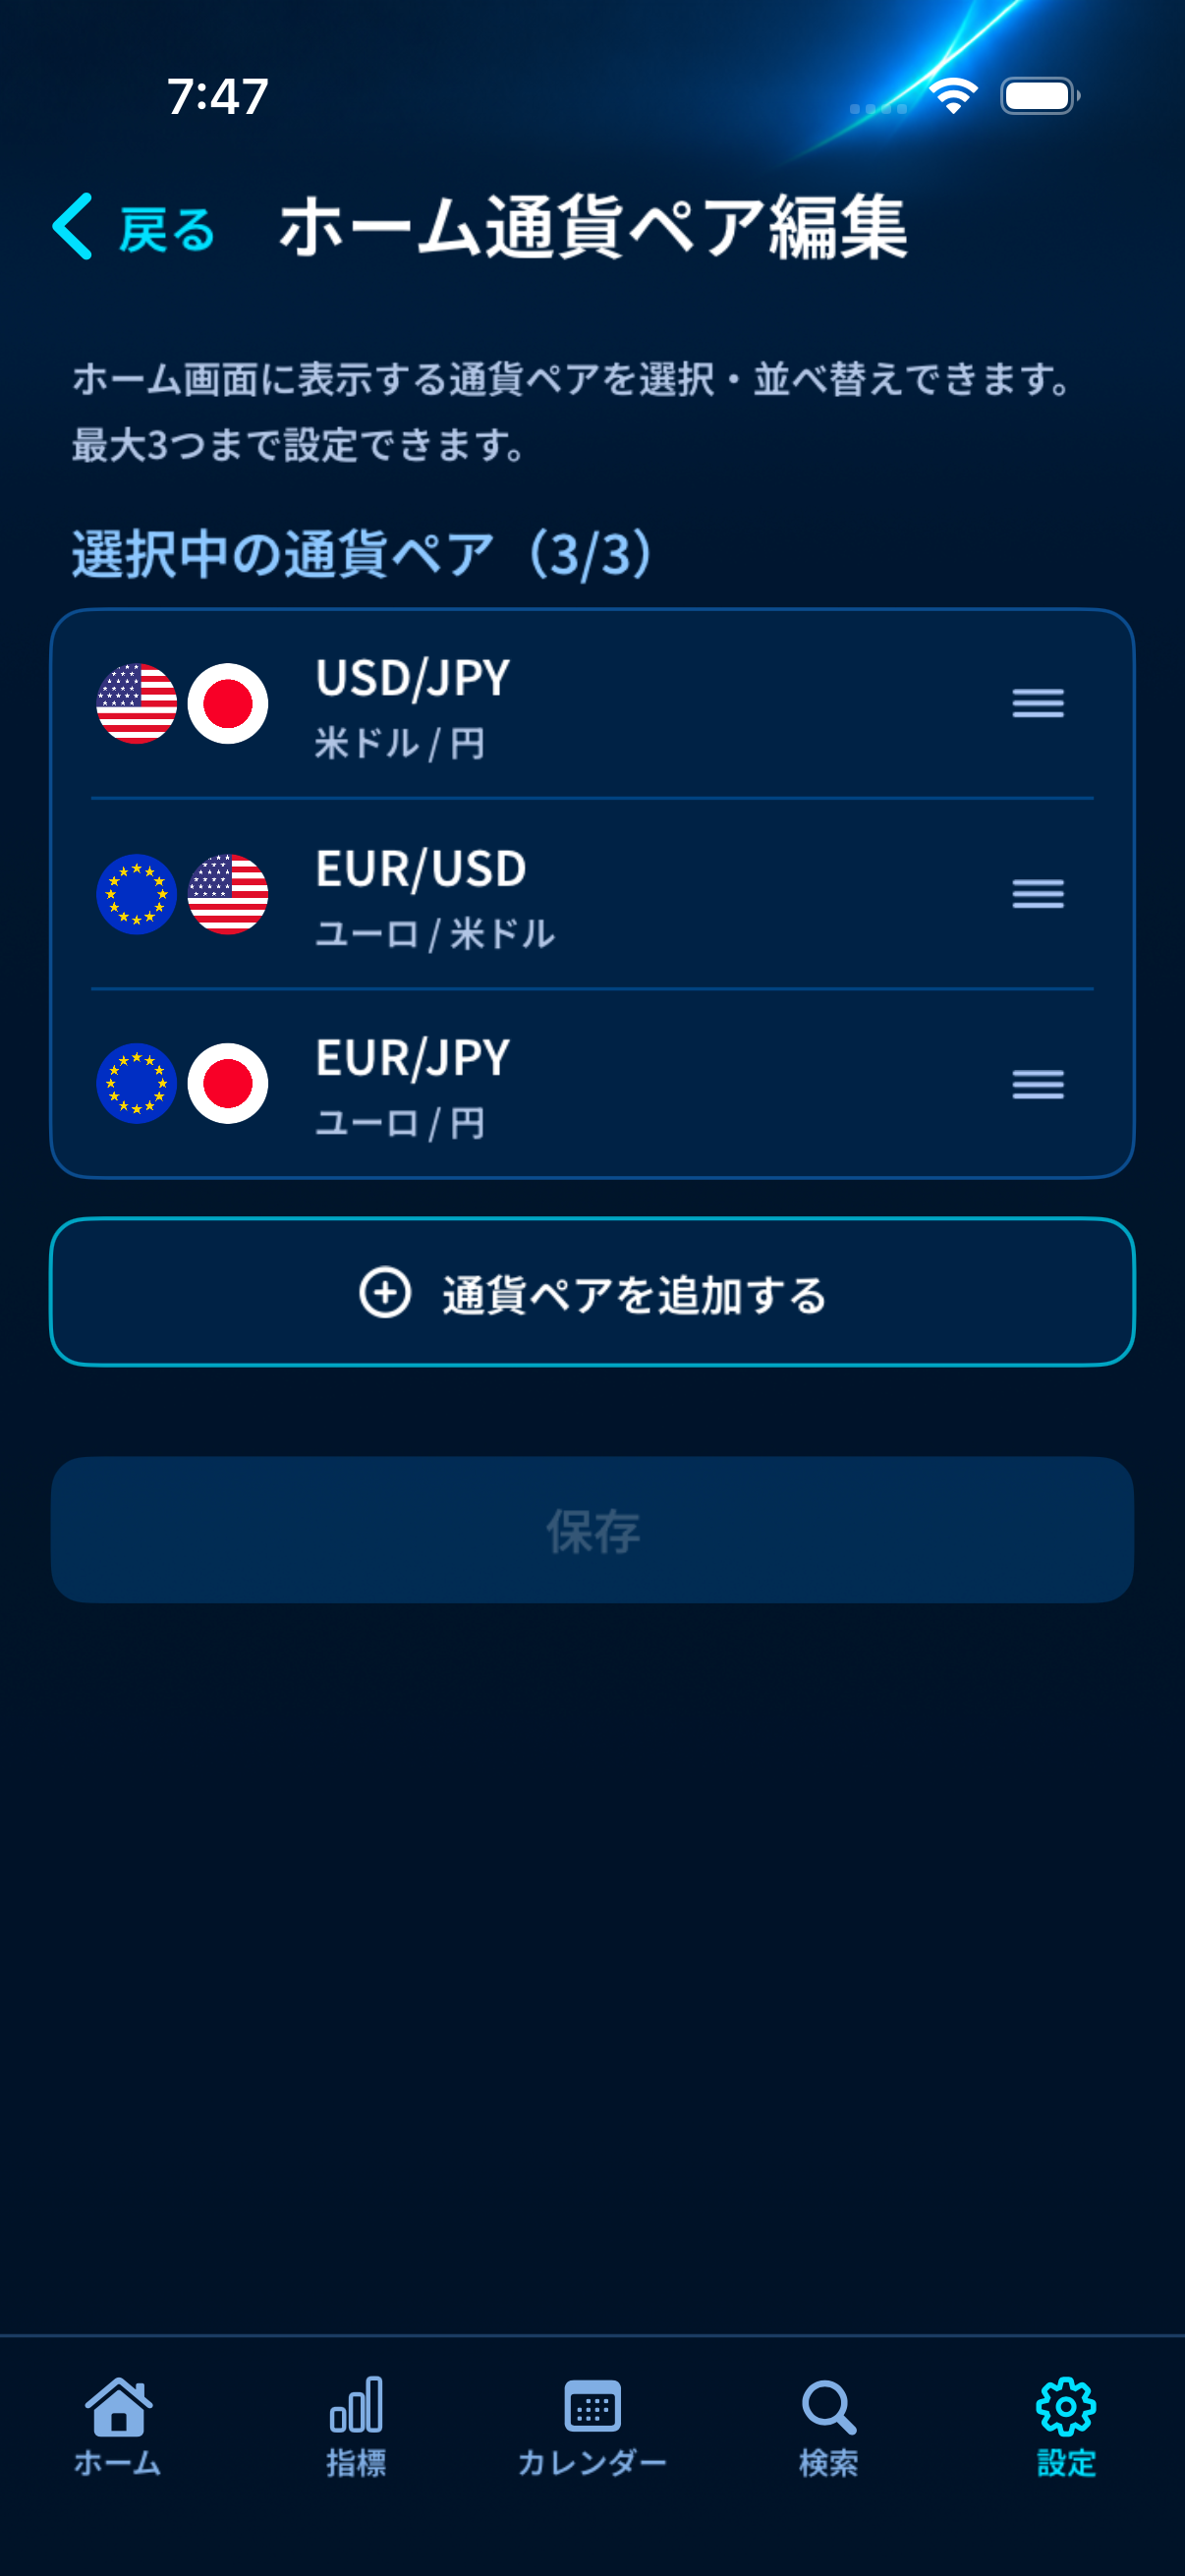 7:47
戻る
ホーム通貨ペア編集
ホーム画面に表示する通貨ペアを選択・並べ替えできます。
最大3つまで設定できます。
選択中の通貨ペア（3/3）
USD/JPY
米ドル / 円
EUR/USD
ユーロ / 米ドル
EUR/JPY
ユーロ / 円
通貨ペアを追加する
保存
ホーム
指標
カレンダー
検索
設定